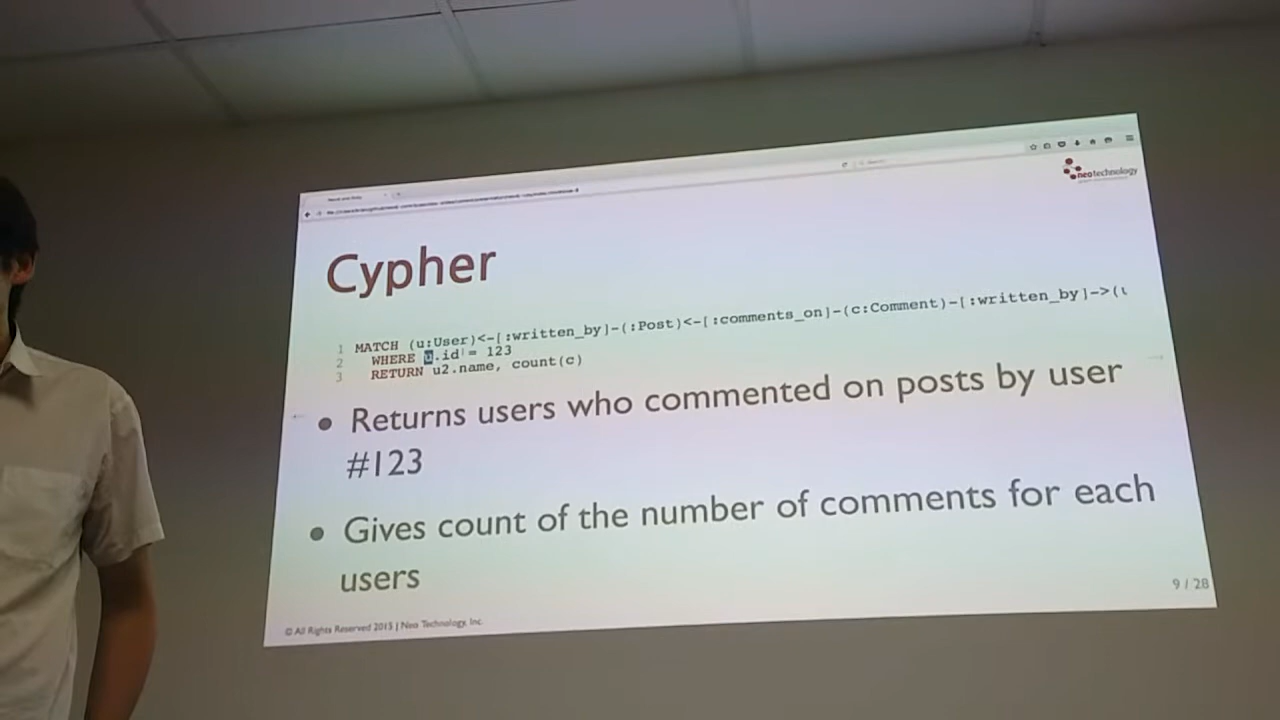 neotechnology
Cypher
1 MATCH (u:User)<-[:written_by]-(:Post)<-[:comments_on]-(c:Comment)-[:written_by]->(
2 WHERE u.id = 123
3 RETURN u2.name, count(c)
• Returns users who commented on posts by user
#123
• Gives count of the number of comments for each
users
9 / 28
© All Rights Reserved 2015 | Neo Technology, Inc.